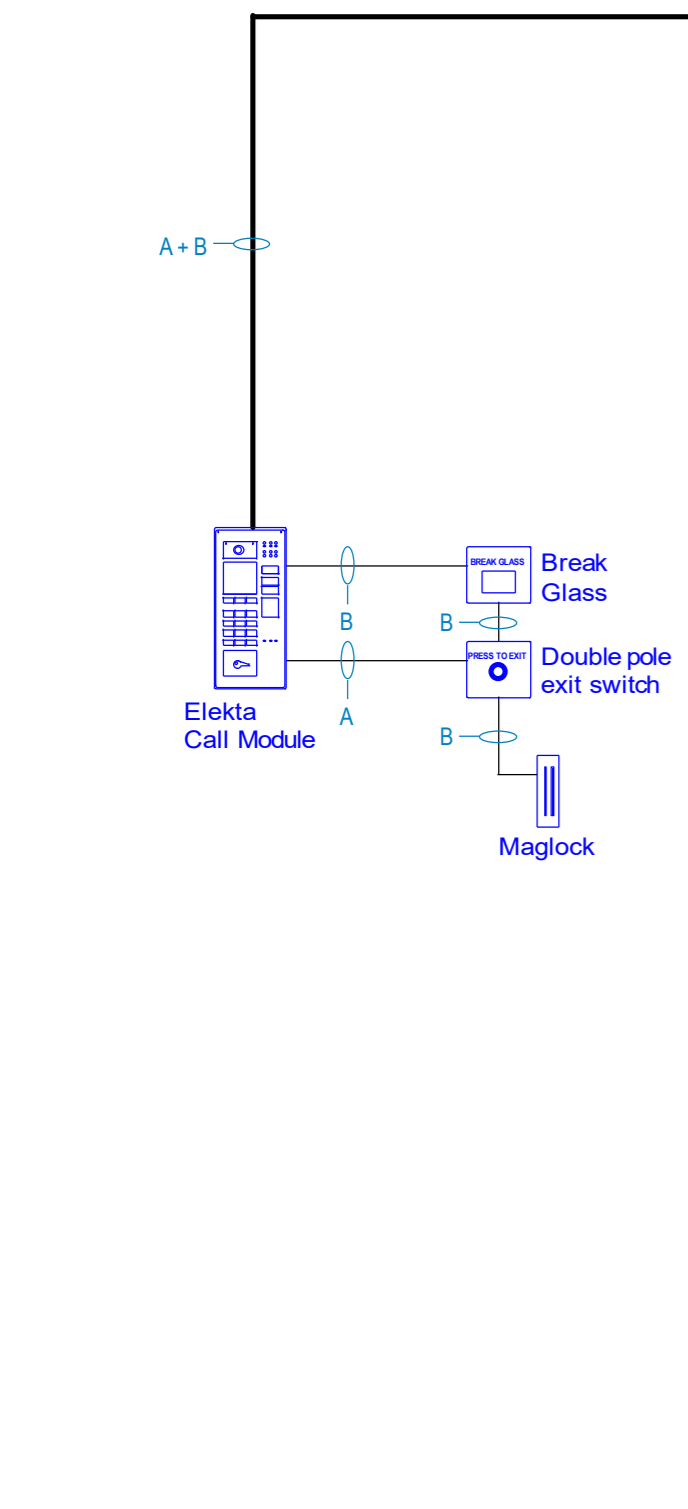 A + B
BREAK GLASS
Break
Glass
B
B
PRESS TO EXIT
Double pole
exit switch
A
Elekta
Call Module
B
Maglock